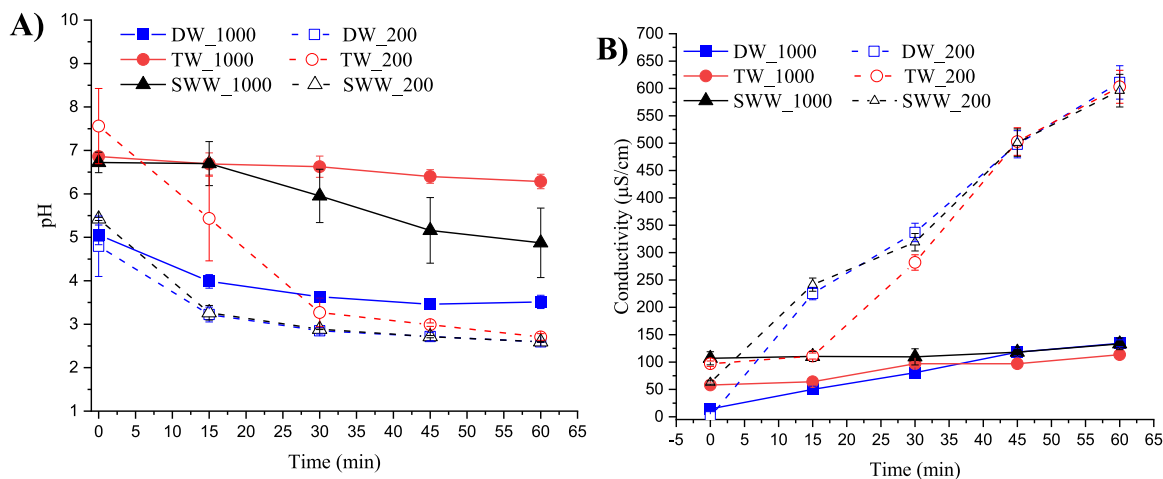 A)
DW_1000 DW_200
TW_1000 TW_200
SWW_1000 SWW_200
10
9
8
7
6
5
4
3
2
1
pH
0 5 10 15 20 25 30 35 40 45 50 55 60 65
Time (min)
B)
DW_1000 DW_200
TW_1000 TW_200
SWW_1000 SWW_200
700
650
600
550
500
450
400
350
300
250
200
150
100
50
0
Conductivity (µS/cm)
-5 0 5 10 15 20 25 30 35 40 45 50 55 60 65
Time (min)